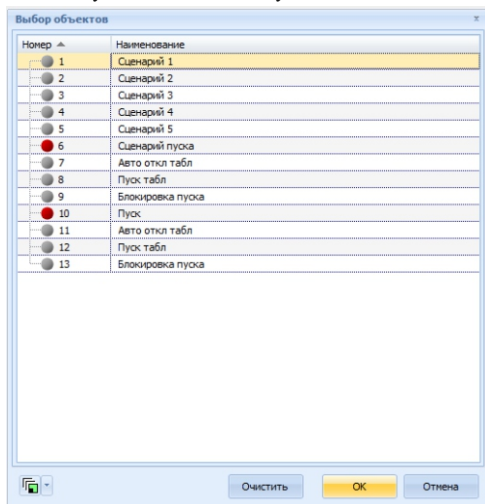 Выбор объектов
Номер Наименование
1 Сценарий 1
2 Сценарий 2
3 Сценарий 3
4 Сценарий 4
5 Сценарий 5
6 Сценарий пуска
7 Авто откл табл
8 Пуск табл
9 Блокировка пуска
10 Пуск
11 Авто откл табл
12 Пуск табл
13 Блокировка пуска
Очистить OK Отмена